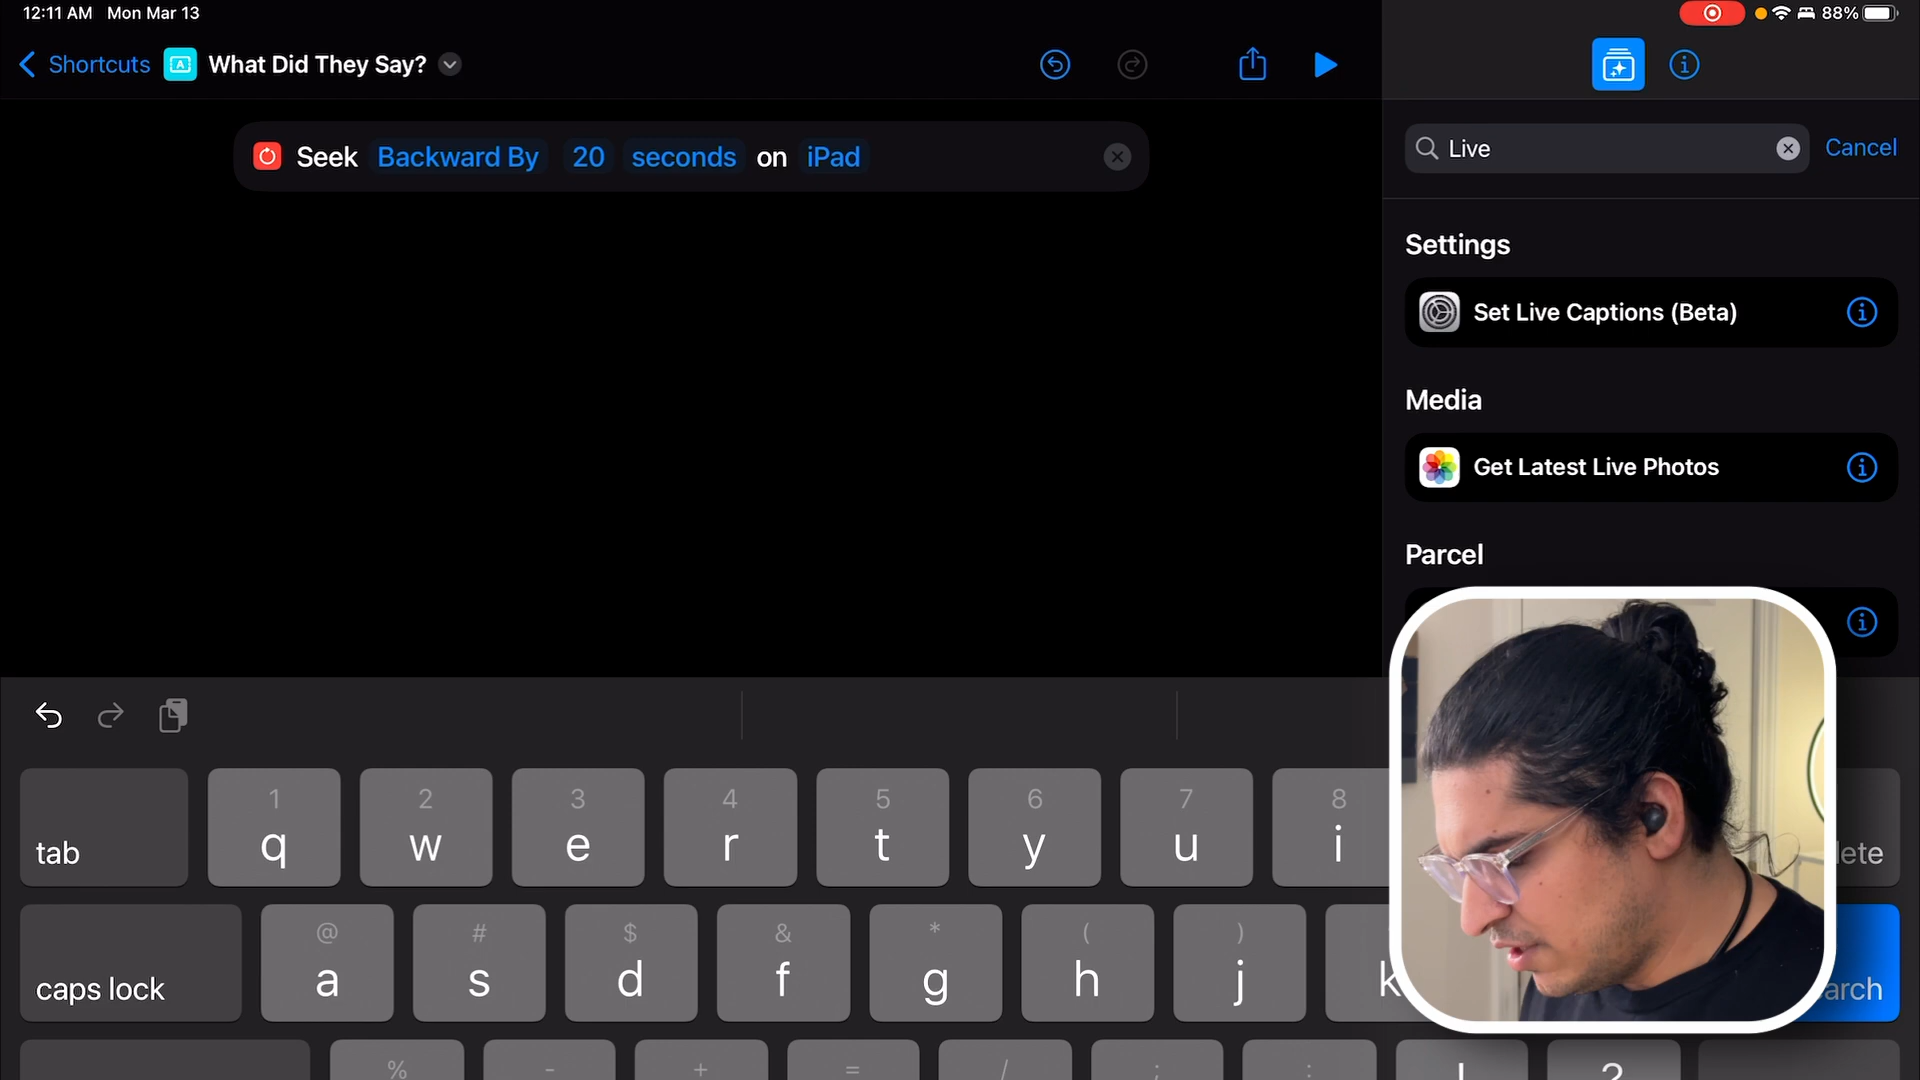 12:11 AM Mon Mar 13
88%
Shortcuts What Did They Say?
Live
Cancel
Seek Backward By 20 seconds on iPad
Settings
Set Live Captions (Beta)
Media
Get Latest Live Photos
Parcel
1 2 3 4 5 6 7 8
tab q w e r t y u i lete
@ # $ & * ( )
caps lock a s d f g h j k arch
% - + = / ; : ! ?